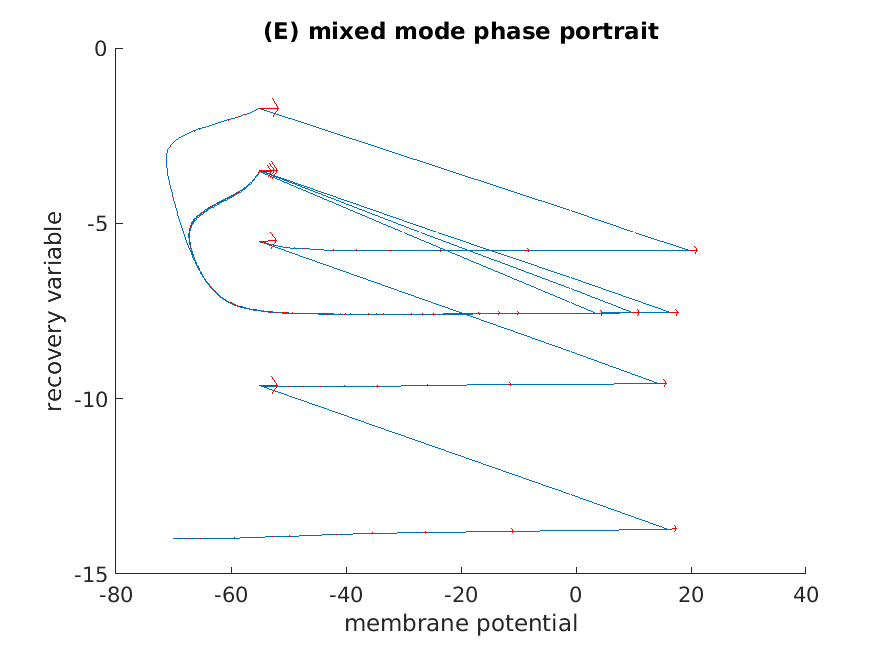 (E) mixed mode phase portrait
0
-5
-10
-15
recovery variable
-80 -60 -40 -20 0 20 40
membrane potential